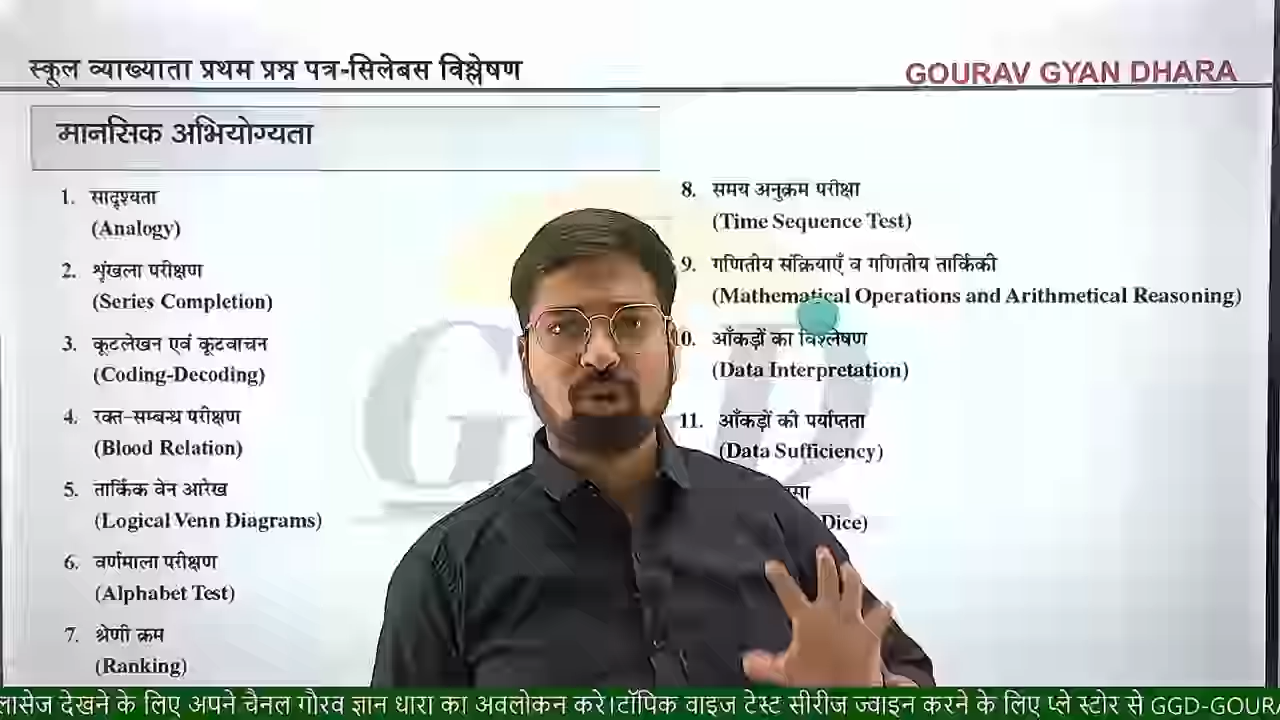 स्कूल व्याख्याता प्रथम प्रश्न पत्र-सिलेबस विश्लेषण
GOURAV GYAN DHARA
मानसिक अभियोग्यता
1. सादृश्यता
(Analogy)
2. शृंखला परीक्षण
(Series Completion)
3. कूटलेखन एवं कूटवाचन
(Coding-Decoding)
4. रक्त-सम्बन्ध परीक्षण
(Blood Relation)
5. तार्किक वेन आरेख
(Logical Venn Diagrams)
6. वर्णमाला परीक्षण
(Alphabet Test)
7. श्रेणी क्रम
(Ranking)
8. समय अनुक्रम परीक्षा
(Time Sequence Test)
9. गणितीय संक्रियाएँ व गणितीय तार्किकी
(Mathematical Operations and Arithmetical Reasoning)
10. आँकड़ों का विश्लेषण
(Data Interpretation)
11. आँकड़ों की पर्याप्तता
(Data Sufficiency)
Dice)
देखने के लिए अपने चैनल गौरव ज्ञान धारा का अवलोकन करे।टॉपिक वाइज टेस्ट सीरीज ज्वाइन करने के लिए प्ले स्टोर से GGD-GOURA